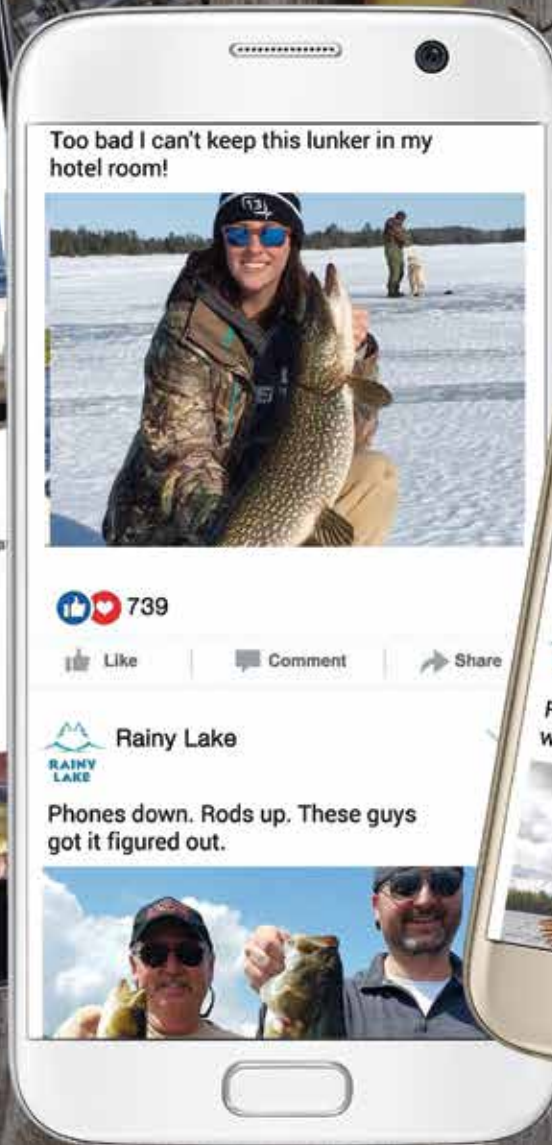 Too bad I can't keep this lunker in my
hotel room!
13
739
Like
Comment
Share
Rainy Lake
RAINY
LAKE
Phones down. Rods up. These guys
got it figured out.